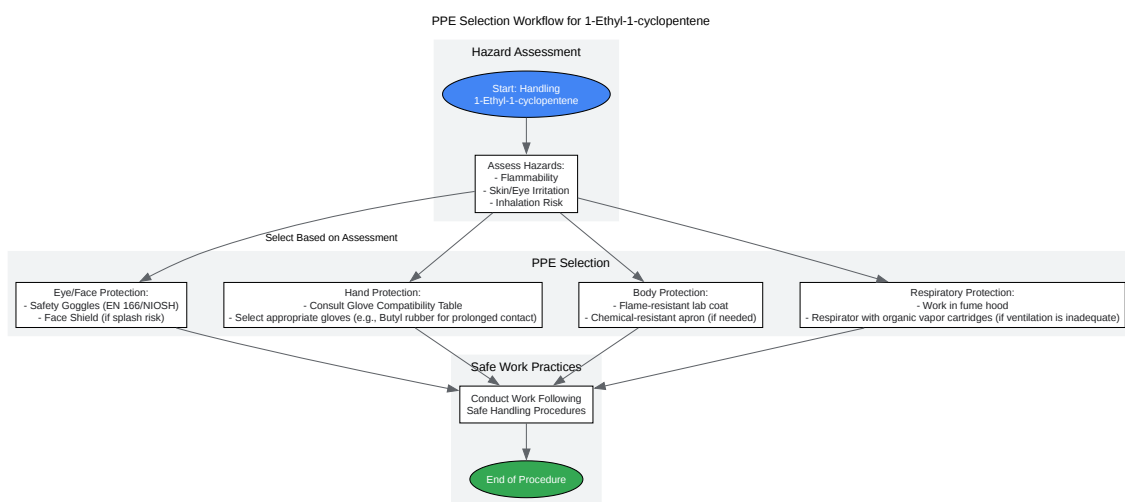 PPE Selection Workflow for 1-Ethyl-1-cyclopentene
Hazard Assessment
Start: Handling
1-Ethyl-1-cyclopentene
Assess Hazards:
- Flammability
- Skin/Eye Irritation
- Inhalation Risk
Select Based on Assessment
PPE Selection
Eye/Face Protection:
- Safety Goggles (EN 166/NIOSH)
- Face Shield (if splash risk)
Hand Protection:
- Consult Glove Compatibility Table
- Select appropriate gloves (e.g., Butyl rubber for prolonged contact)
Body Protection:
- Flame-resistant lab coat
- Chemical-resistant apron (if needed)
Respiratory Protection:
- Work in fume hood
- Respirator with organic vapor cartridges (if ventilation is inadequate)
Safe Work Practices
Conduct Work Following
Safe Handling Procedures
End of Procedure